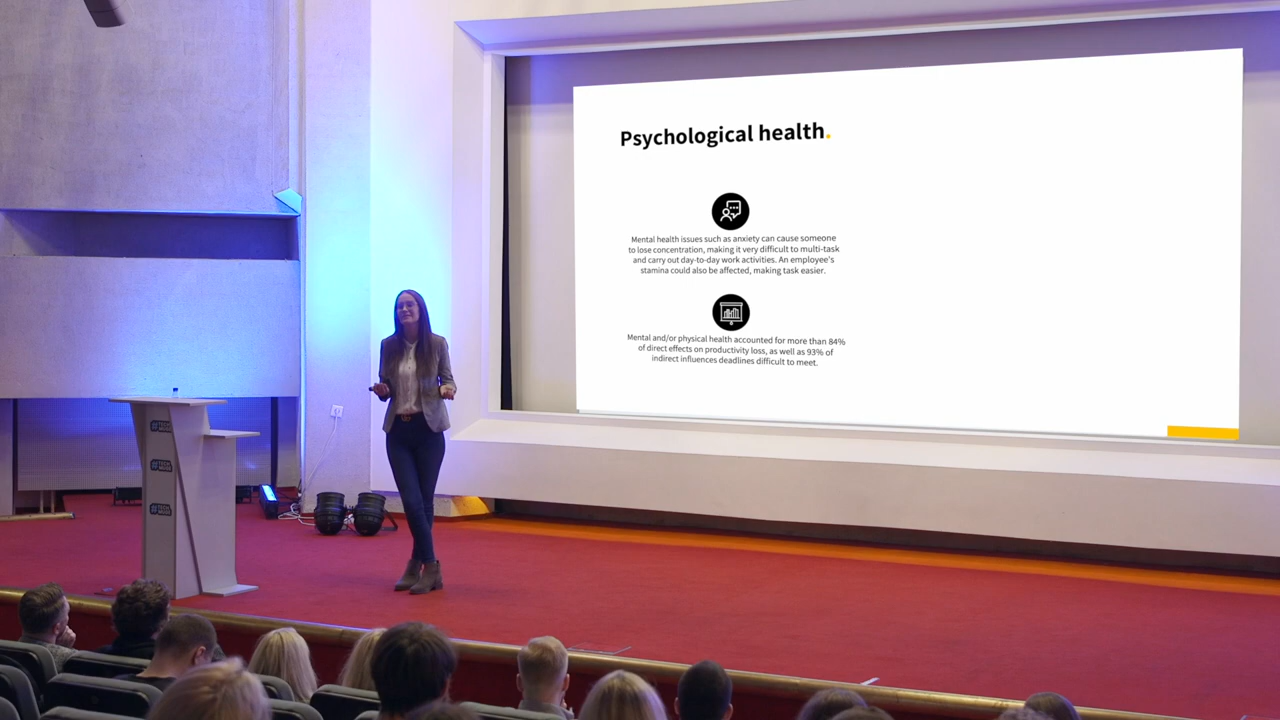 Psychological health.
Mental health issues such as anxiety can cause someone
to lose concentration, making it very difficult to multi-task
and carry out day-to-day work activities. An employee's
stamina could also be affected, making task easier.
Mental and/or physical health accounted for more than 84%
of direct effects on productivity loss, as well as 93% of
indirect influences deadlines difficult to meet.
#TECH
#TECH
#TECH